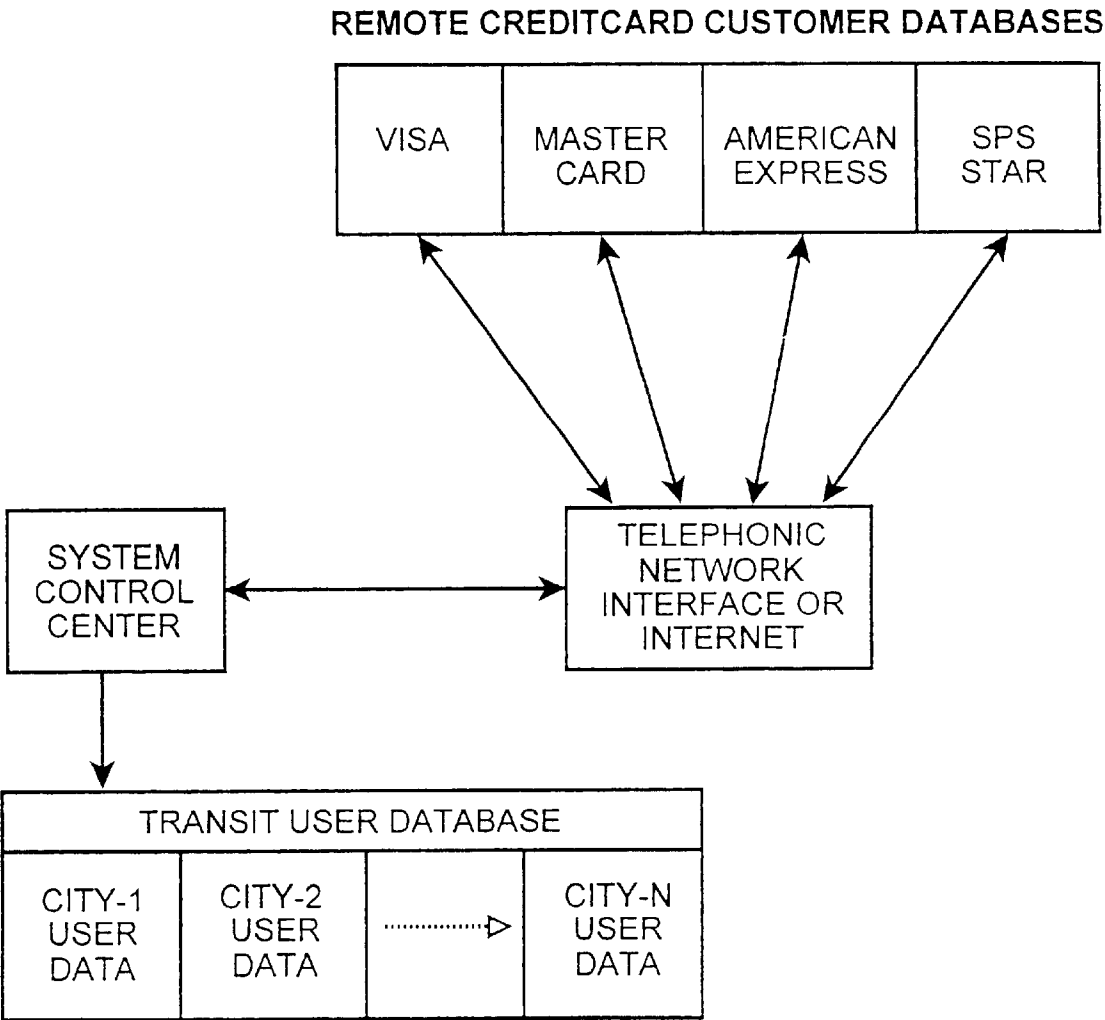 REMOTE CREDITCARD CUSTOMER DATABASES
VISA
MASTER
CARD
AMERICAN
EXPRESS
SPS
STAR
SYSTEM
CONTROL
CENTER
TELEPHONIC
NETWORK
INTERFACE OR
INTERNET
TRANSIT USER DATABASE
CITY-1
USER
DATA
CITY-2
USER
DATA
CITY-N
USER
DATA